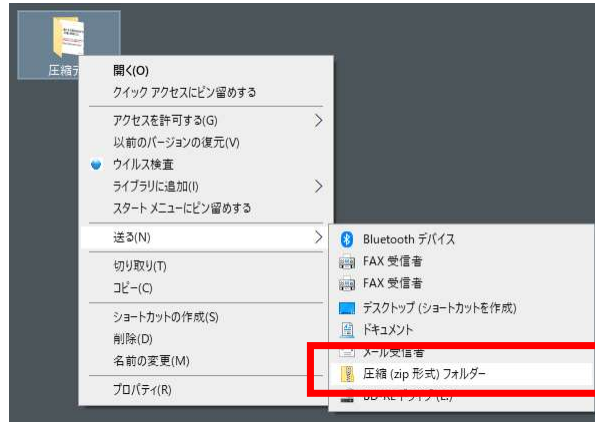 圧縮
開く(O)
クイック アクセスにピン留めする
アクセスを許可する(G)
以前のバージョンの復元(V)
ウイルス検査
ライブラリに追加(I)
スタート メニューにピン留めする
送る(N)
切り取り(T)
コピー(C)
ショートカットの作成(S)
削除(D)
名前の変更(M)
プロパティ(R)
Bluetooth デバイス
FAX 受信者
FAX 受信者
デスクトップ (ショートカットを作成)
ドキュメント
メール受信者
圧縮 (zip 形式) フォルダー
BD-RE ドライブ (E:)